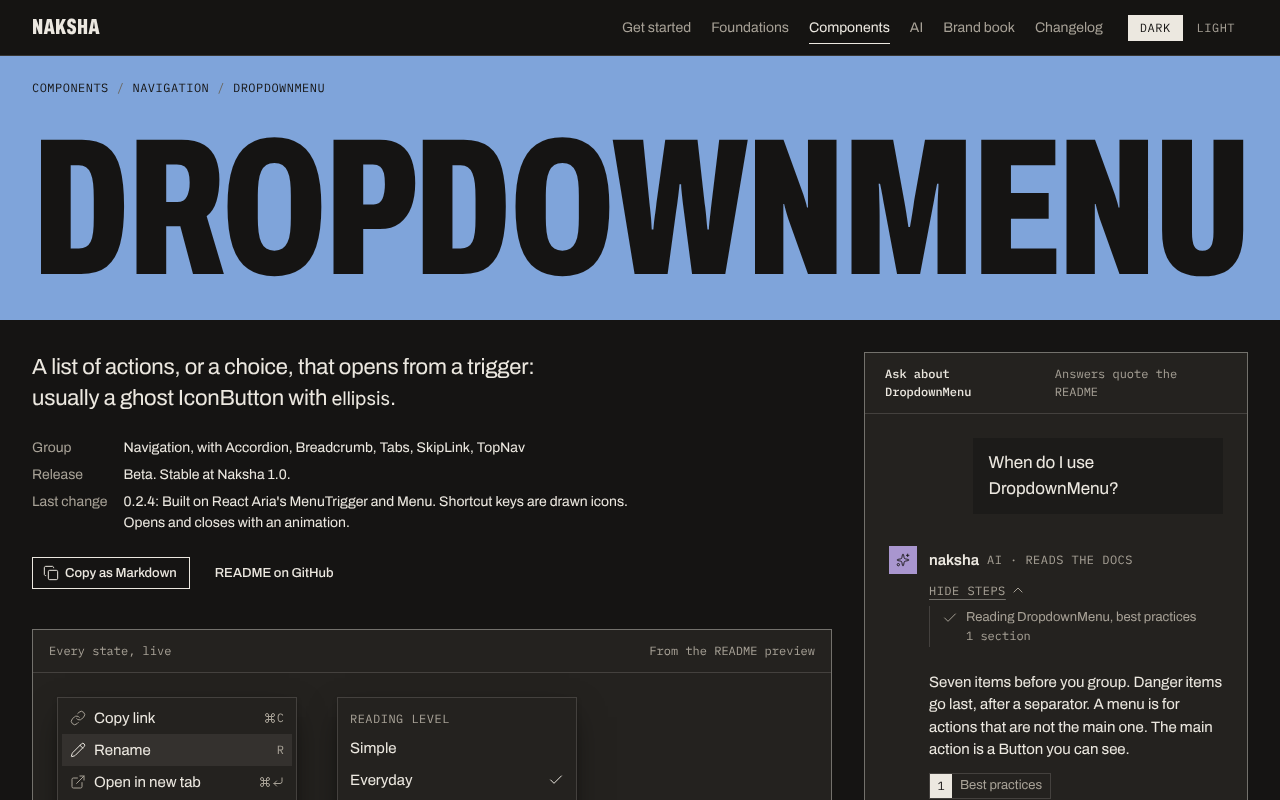 NAKSHA
Get started
Foundations
Components
AI
Brand book
Changelog
DARK
LIGHT
COMPONENTS / NAVIGATION / DROPDOWNMENU
DROPDOWNMENU
A list of actions, or a choice, that opens from a trigger:
usually a ghost IconButton with ellipsis.
Group Navigation, with Accordion, Breadcrumb, Tabs, SkipLink, TopNav
Release Beta. Stable at Naksha 1.0.
Last change 0.2.4: Built on React Aria's MenuTrigger and Menu. Shortcut keys are drawn icons.
Opens and closes with an animation.
Copy as Markdown
README on GitHub
Every state, live
From the README preview
Copy link ⌘C
Rename R
Open in new tab ⌘↵
READING LEVEL
Simple
Everyday
Ask about
DropdownMenu
Answers quote the
README
When do I use
DropdownMenu?
naksha AI · READS THE DOCS
HIDE STEPS
Reading DropdownMenu, best practices
1 section
Seven items before you group. Danger items
go last, after a separator. A menu is for
actions that are not the main one. The main
action is a Button you can see.
1 Best practices